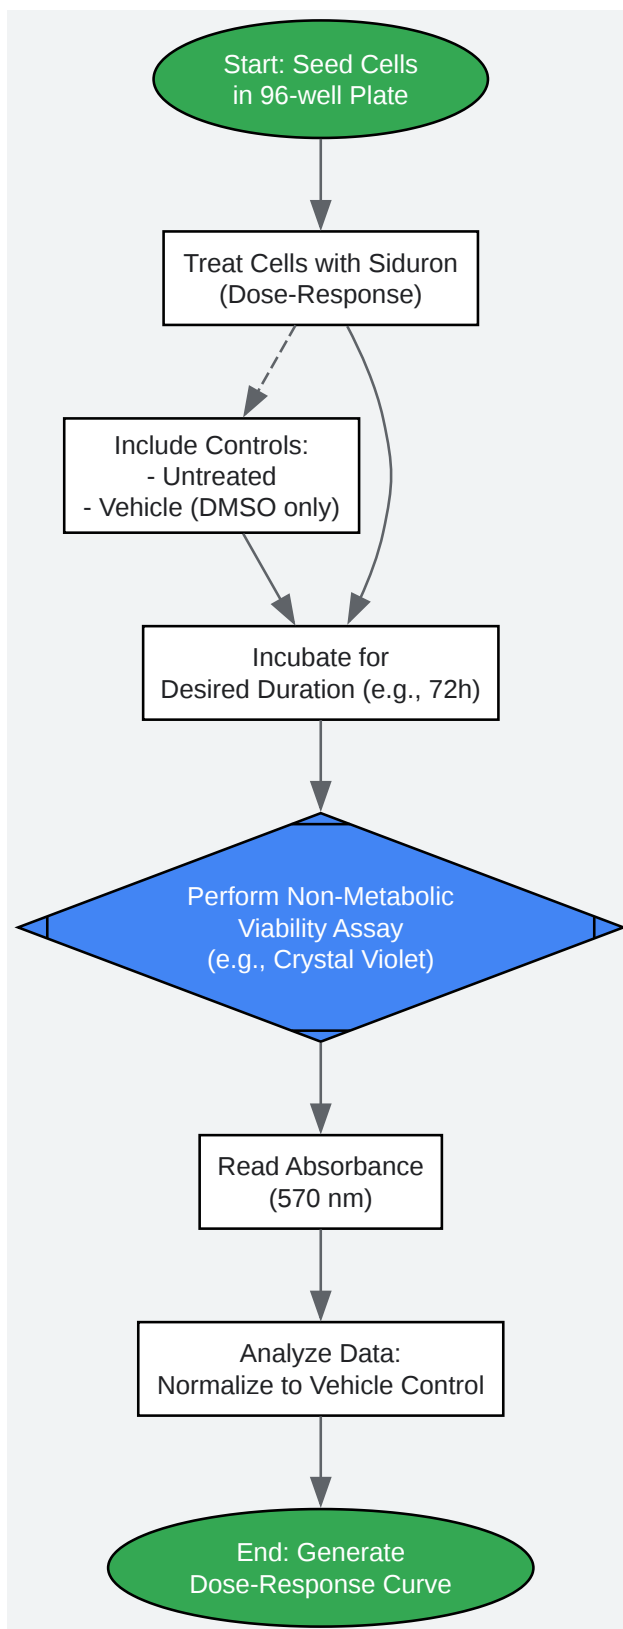 Start: Seed Cells
in 96-well Plate
Treat Cells with Siduron
(Dose-Response)
Include Controls:
- Untreated
- Vehicle (DMSO only)
Incubate for
Desired Duration (e.g., 72h)
Perform Non-Metabolic
Viability Assay
(e.g., Crystal Violet)
Read Absorbance
(570 nm)
Analyze Data:
Normalize to Vehicle Control
End: Generate
Dose-Response Curve